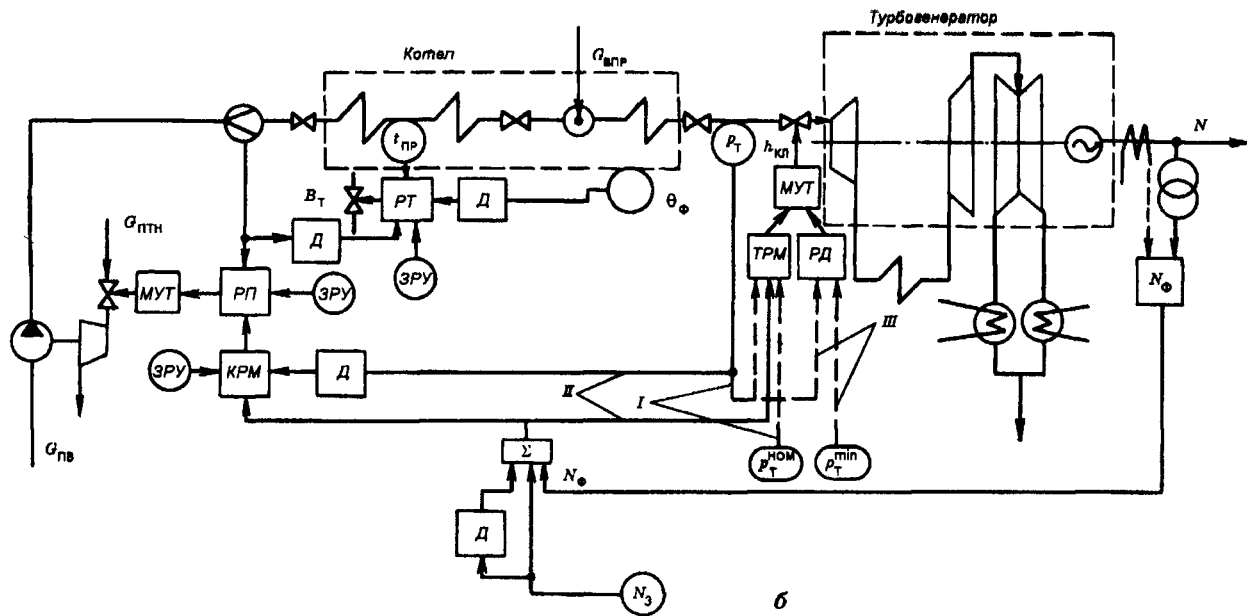 Турбогенератор
Котел
G_ВПР
t_ПР
p_Т
h_КЛ
N
B_Т
РТ
Д
θ_Ф
МУТ
G_ПТН
Д
ТРМ
РД
N_Ф
ЗРУ
МУТ
РП
ЗРУ
III
ЗРУ
КРМ
Д
II
I
G_ПВ
Σ
p_Т^НОМ
p_Т^min
N_Ф
Д
N_З
б